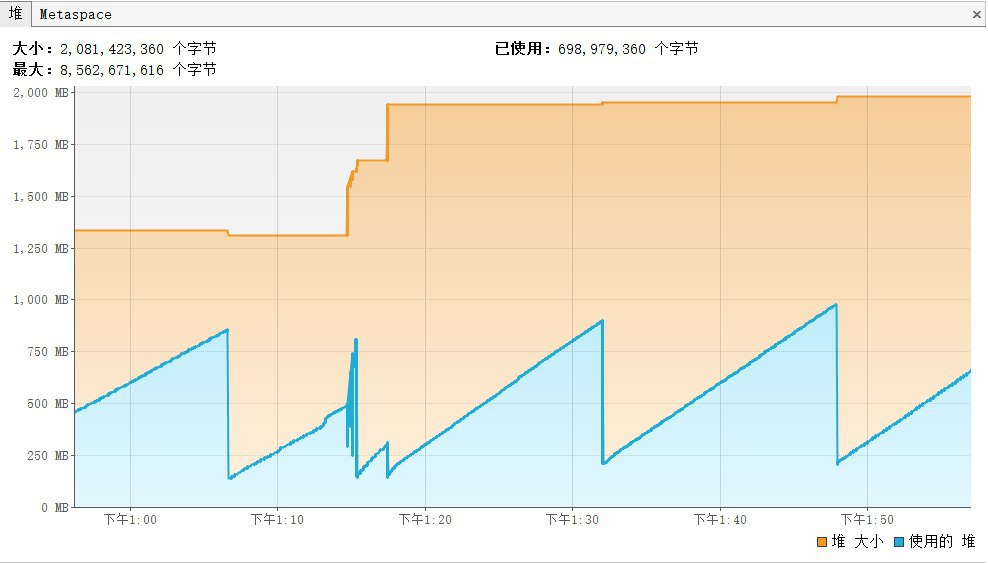 堆 Metaspace ×
大小: 2,081,423,360 个字节 已使用: 698,979,360 个字节
最大: 8,562,671,616 个字节
2,000 MB
1,750 MB
1,500 MB
1,250 MB
1,000 MB
750 MB
500 MB
250 MB
0 MB
下午1:00 下午1:10 下午1:20 下午1:30 下午1:40 下午1:50
堆 大小 使用的 堆